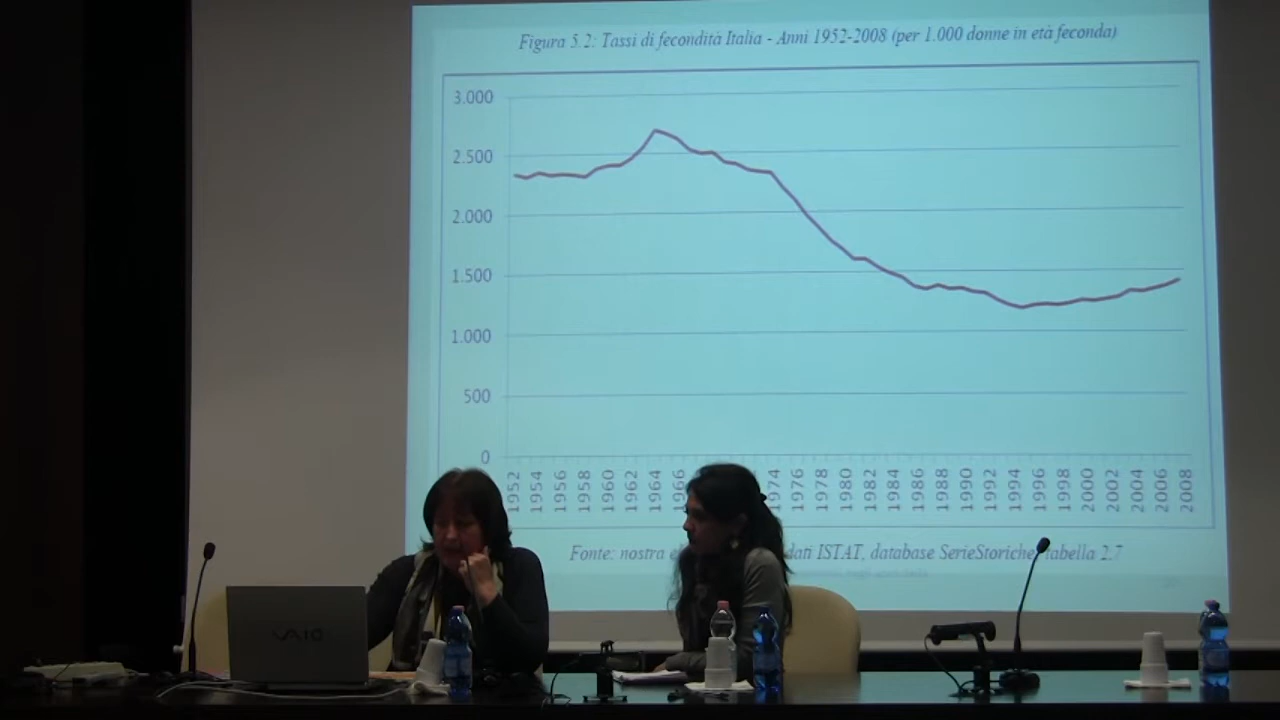 Figura 5.2: Tassi di fecondità Italia - Anni 1952-2008 (per 1.000 donne in età feconda)
3.000
2.500
2.000
1.500
1.000
500
0
1952 1954 1956 1958 1960 1962 1964 1966 1974 1976 1978 1980 1982 1984 1986 1988 1990 1992 1994 1996 1998 2000 2002 2004 2006 2008
Fonte: nostra dati ISTAT, database SerieStoriche, tabella 2.7
VAIO